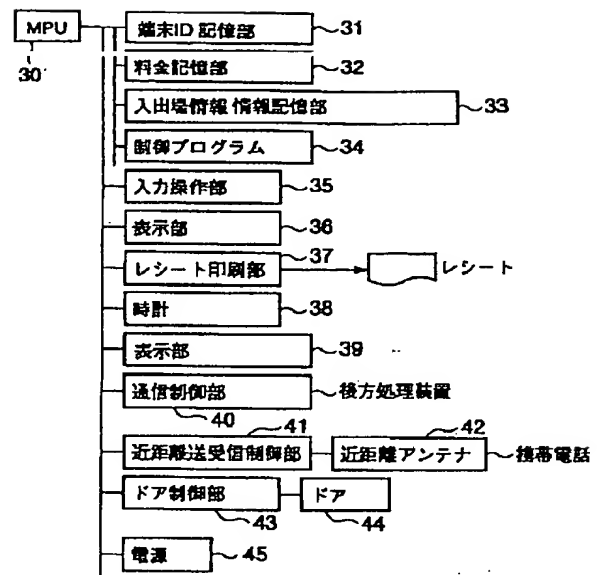 MPU
30
端末ID 記憶部 31
料金記憶部 32
入出場情報 情報記憶部 33
制御プログラム 34
入力操作部 35
表示部 36
レシート印刷部 37 レシート
時計 38
表示部 39
通信制御部 後方処理装置
40
41 42
近距離送受信制御部 近距離アンテナ 携帯電話
ドア制御部 ドア
43 44
電源 45